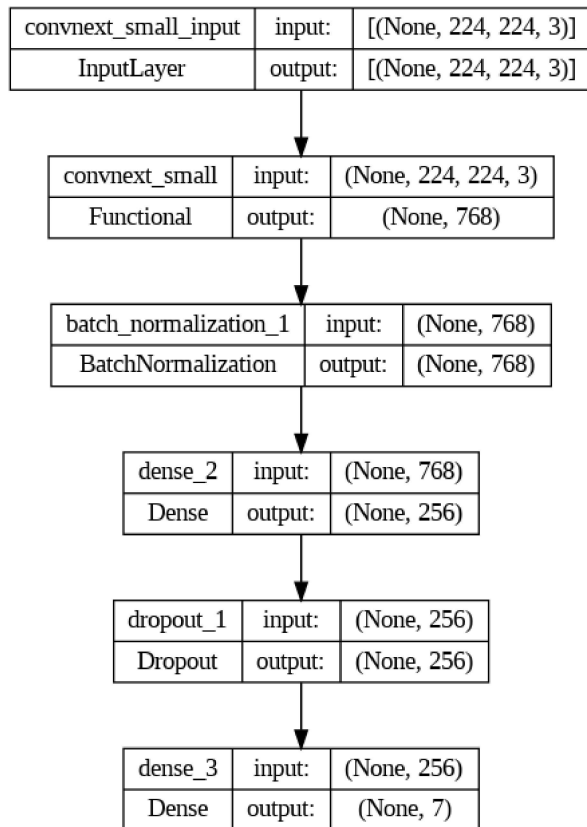 convnext_small_input input: [(None, 224, 224, 3)]
InputLayer output: [(None, 224, 224, 3)]
convnext_small input: (None, 224, 224, 3)
Functional output: (None, 768)
batch_normalization_1 input: (None, 768)
BatchNormalization output: (None, 768)
dense_2 input: (None, 768)
Dense output: (None, 256)
dropout_1 input: (None, 256)
Dropout output: (None, 256)
dense_3 input: (None, 256)
Dense output: (None, 7)